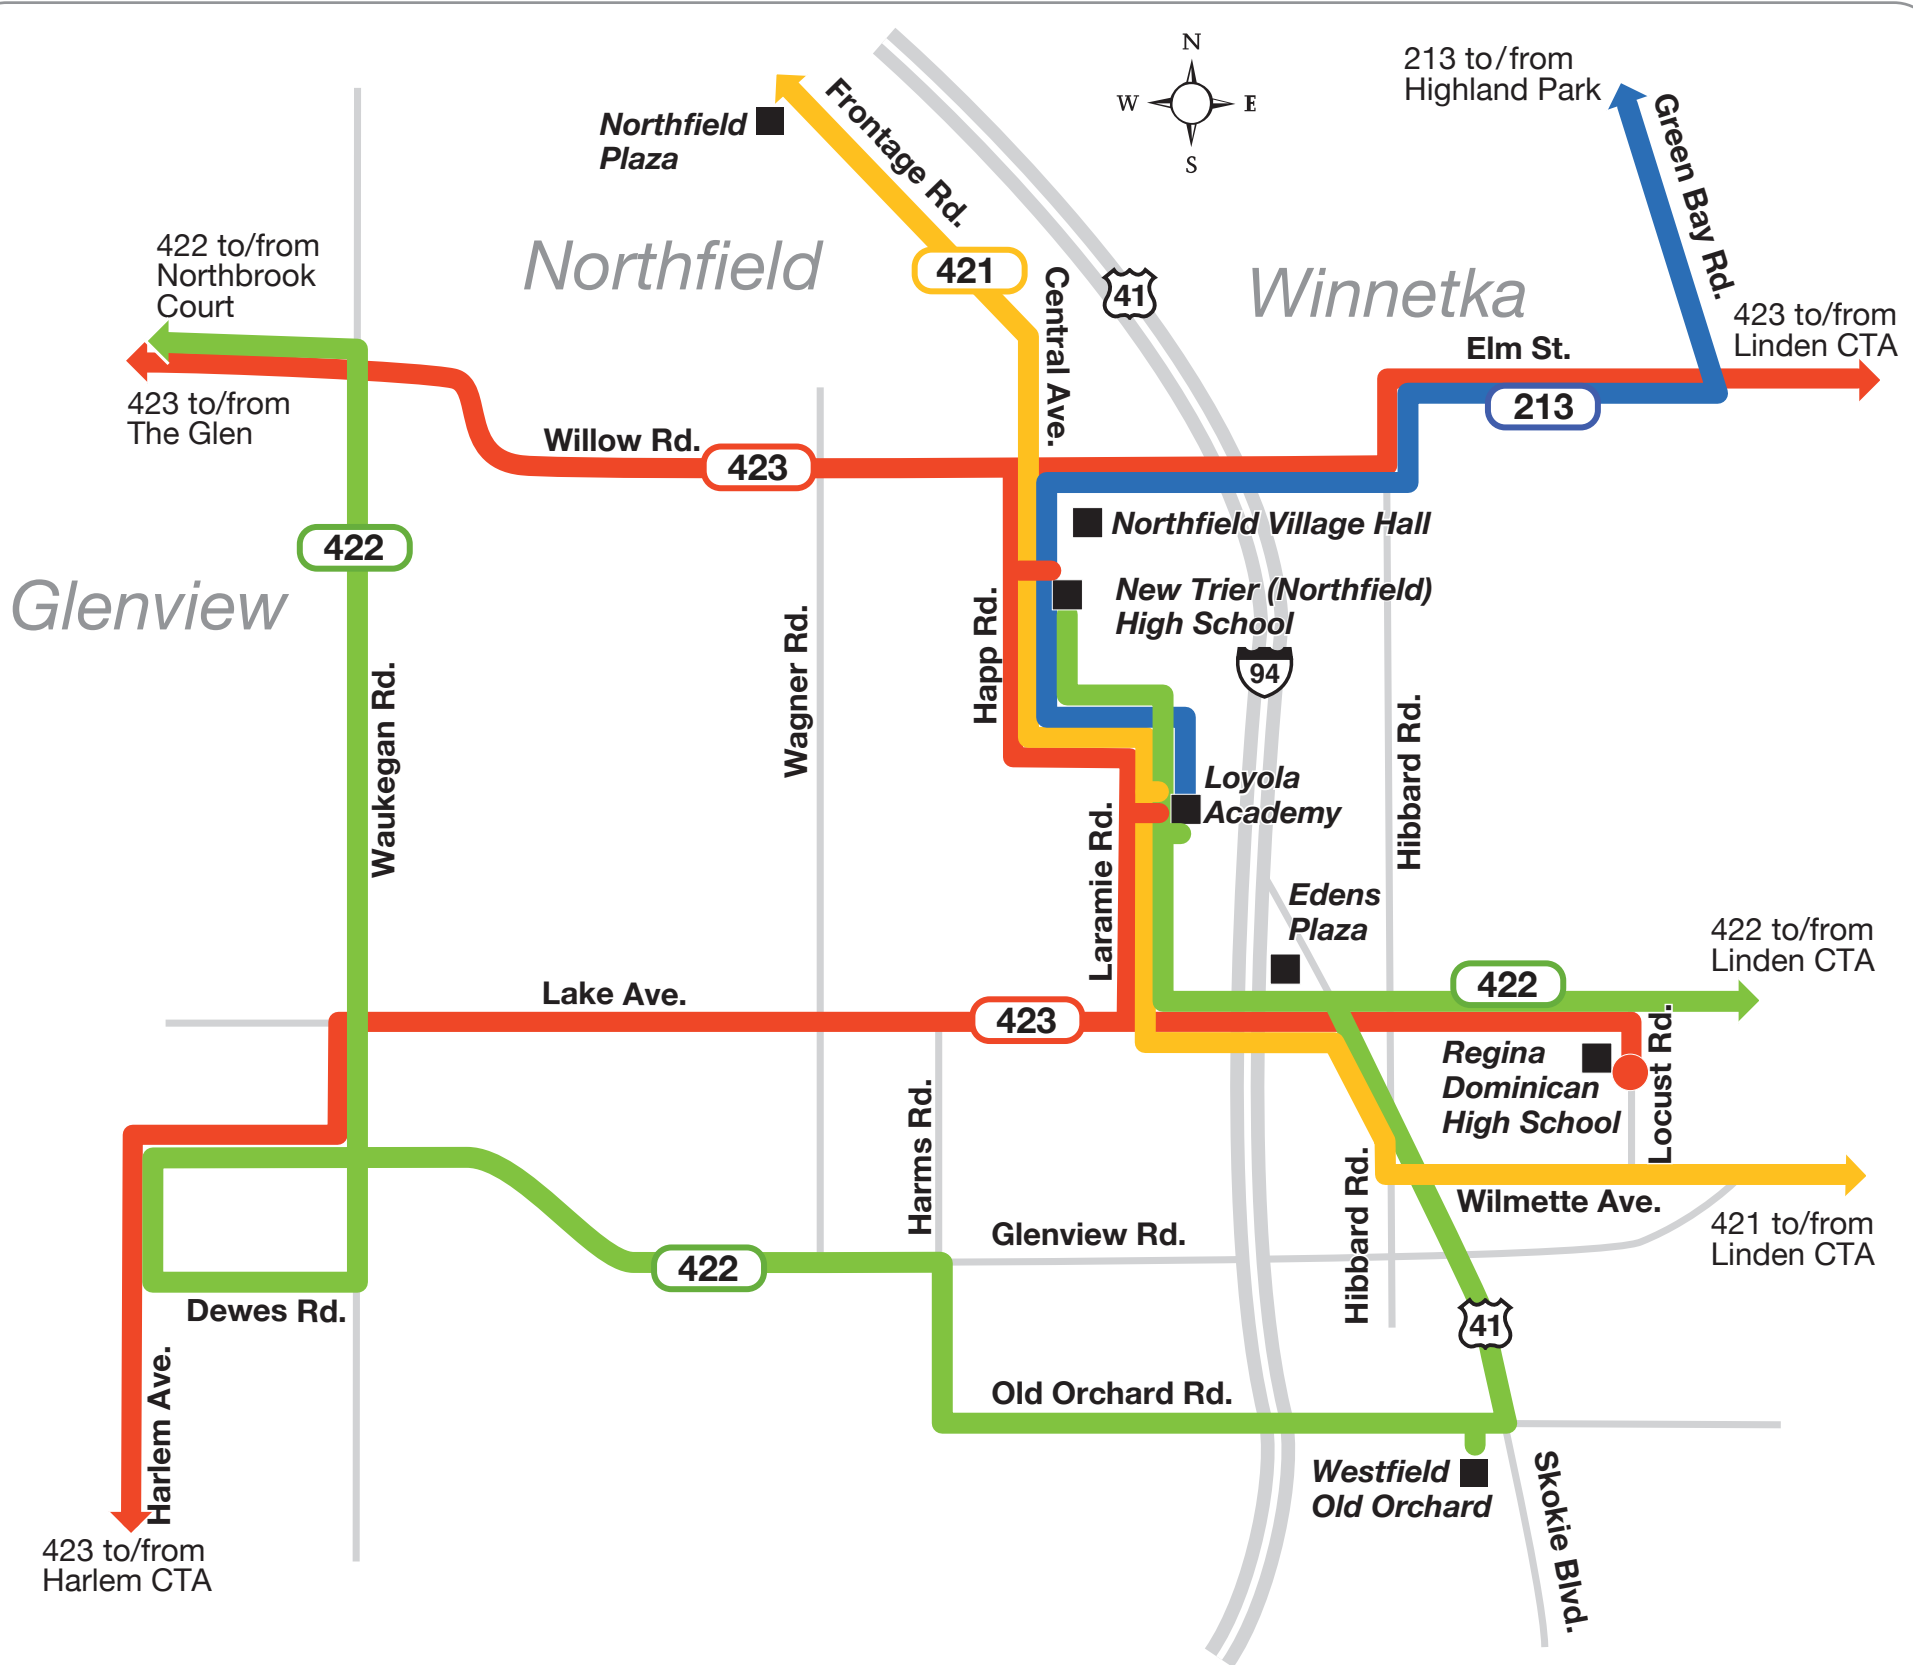 N
W
E
S
213 to/from
Highland Park
Green Bay Rd.
Northfield
Plaza
Frontage Rd.
422 to/from
Northbrook
Court
Northfield
421
Central Ave.
41
Winnetka
423 to/from
Linden CTA
Elm St.
213
423 to/from
The Glen
Willow Rd.
423
Northfield Village Hall
422
Glenview
New Trier (Northfield)
High School
Happ Rd.
Wagner Rd.
Waukegan Rd.
94
Hibbard Rd.
Loyola
Academy
Laramie Rd.
Edens
Plaza
422 to/from
Linden CTA
422
Lake Ave.
423
Regina
Dominican
High School
Locust Rd.
Harms Rd.
Hibbard Rd.
Wilmette Ave.
421 to/from
Linden CTA
Glenview Rd.
422
Dewes Rd.
41
Harlem Ave.
Old Orchard Rd.
Westfield
Old Orchard
Skokie Blvd.
423 to/from
Harlem CTA